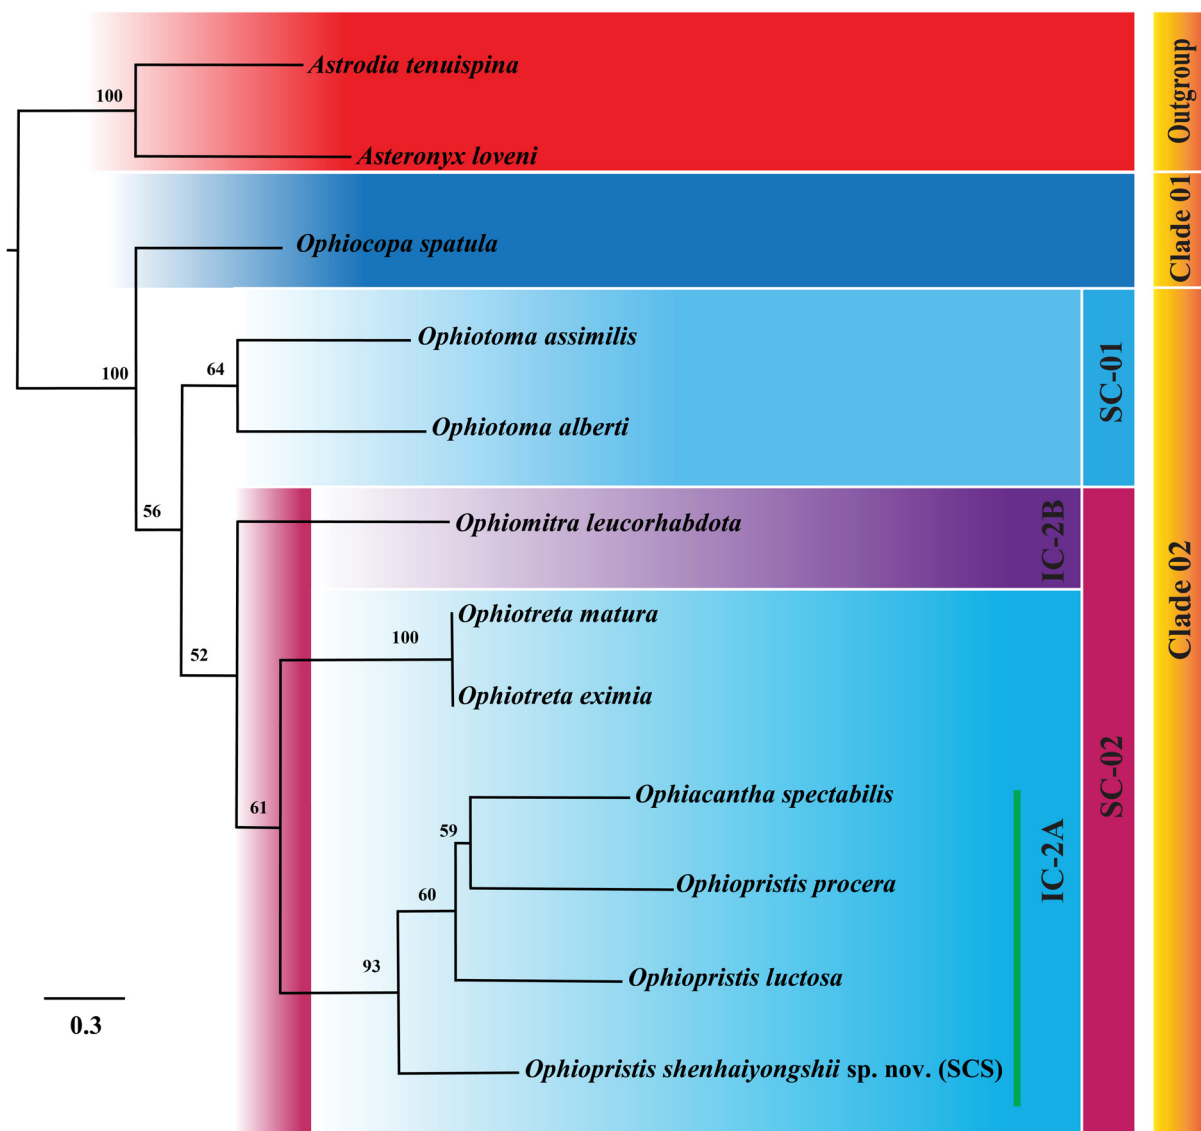 Astrodia tenuispina
100
Asteronyx loveni
Outgroup
Ophiocopa spatula
Clade 01
100
Ophiotoma assimilis
64
Ophiotoma alberti
SC-01
56
Ophiomitra leucorhabdota
IC-2B
Clade 02
52
Ophiotreta matura
100
Ophiotreta eximia
SC-02
61
Ophiacantha spectabilis
59
Ophiopristis procera
IC-2A
60
93
Ophiopristis luctosa
0.3
Ophiopristis shenhaiyongshii sp. nov. (SCS)